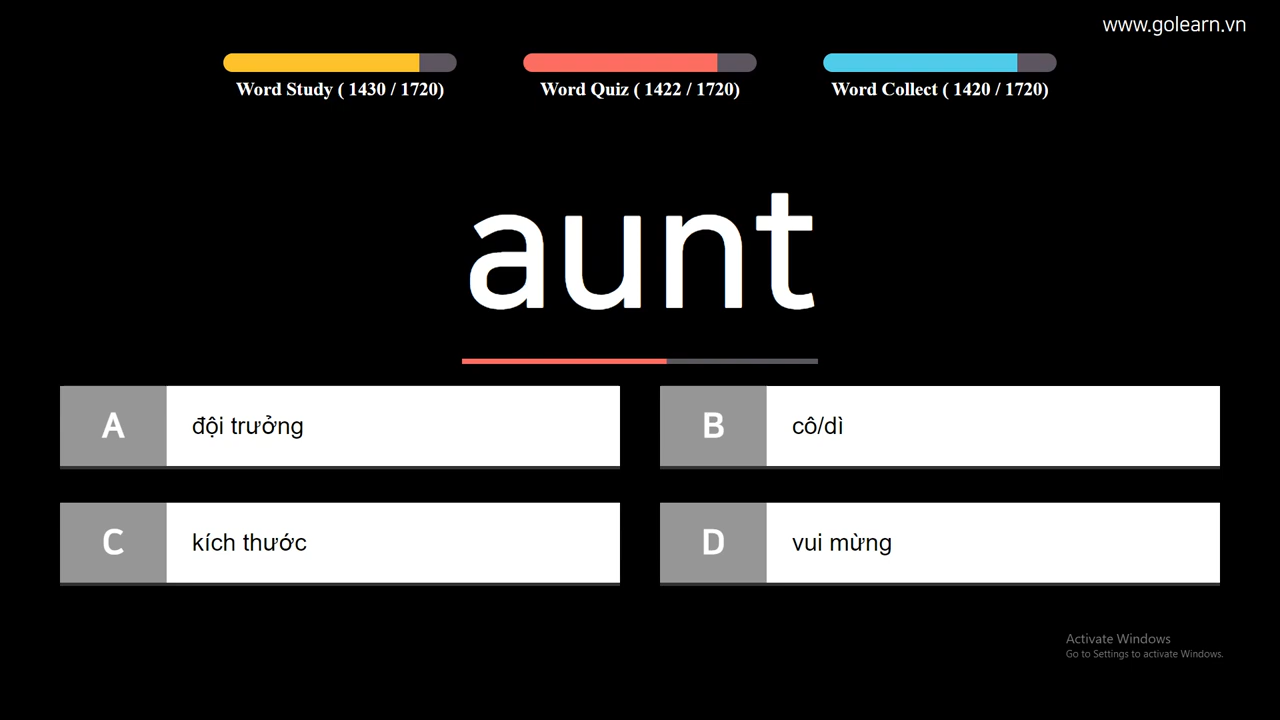 www.golearn.vn
Word Study ( 1430 / 1720)
Word Quiz ( 1422 / 1720)
Word Collect ( 1420 / 1720)
aunt
A đội trưởng
B cô/dì
C kích thước
D vui mừng
Activate Windows
Go to Settings to activate Windows.